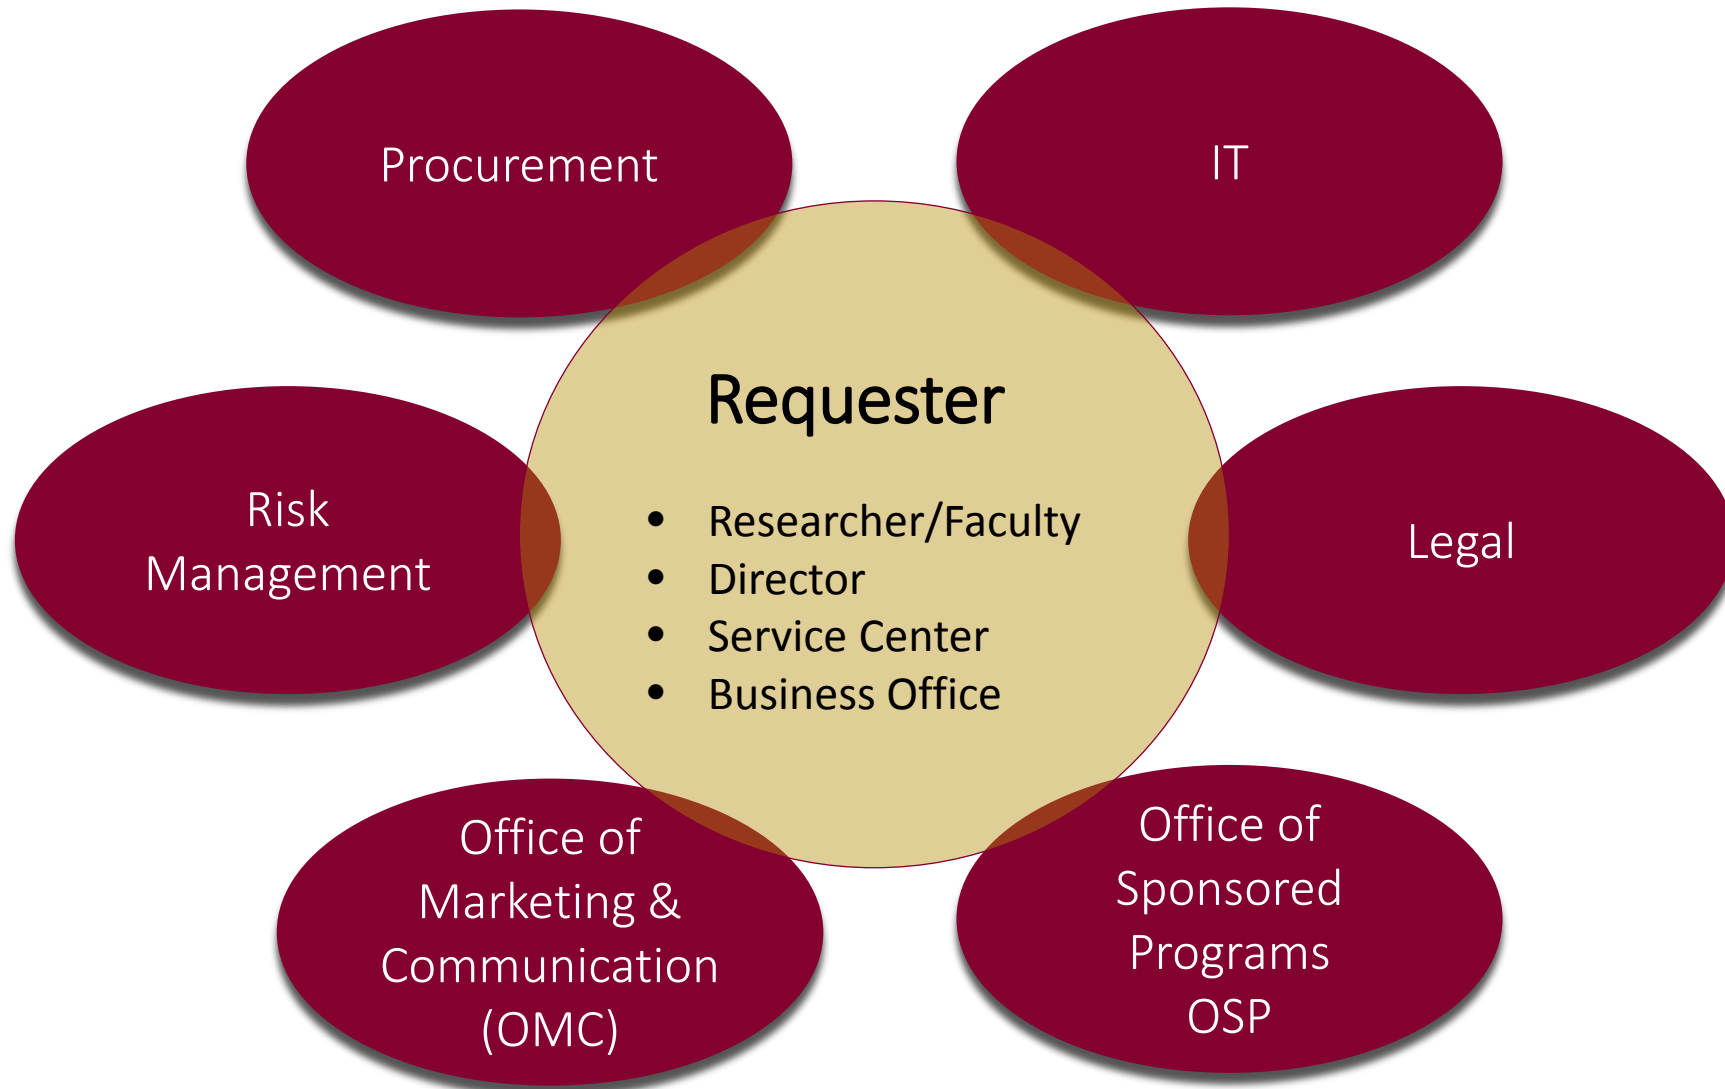 Procurement
IT
Requester
• Researcher/Faculty
• Director
• Service Center
• Business Office
Risk
Management
Legal
Office of
Marketing &
Communication
(OMC)
Office of
Sponsored
Programs
OSP